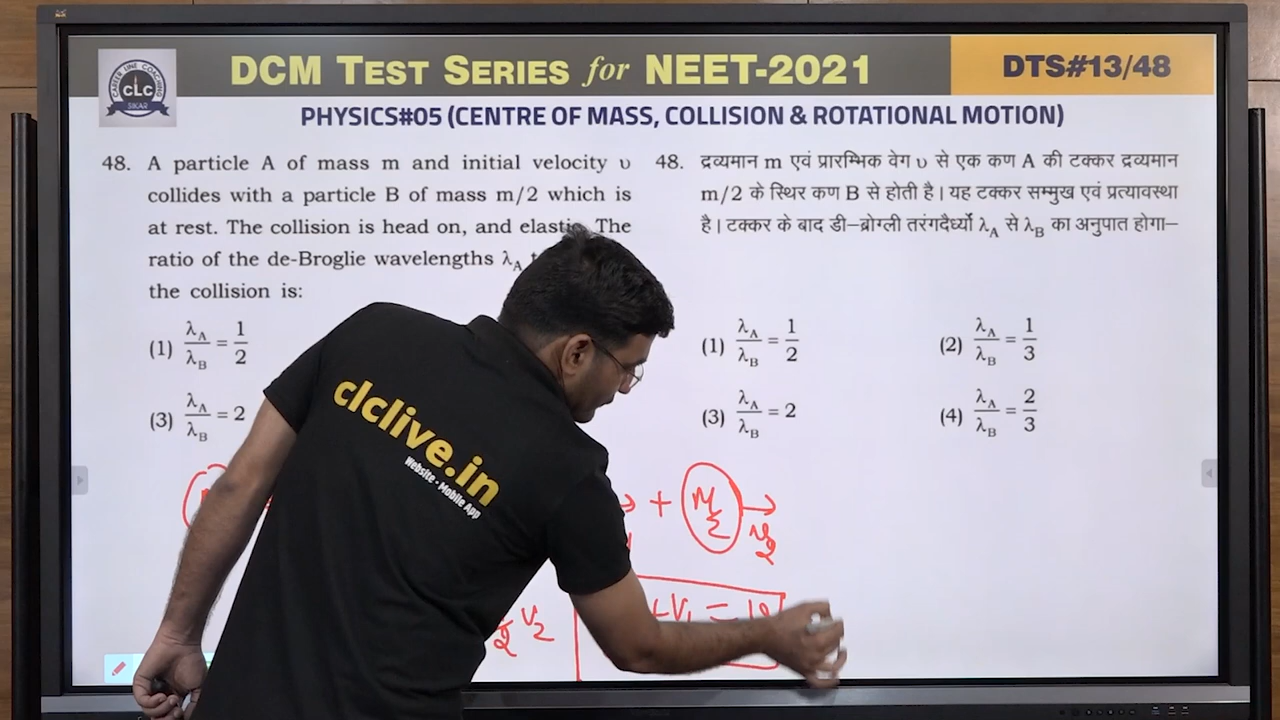 CAREER LINE COACHING
CLC
SIKAR
DCM TEST SERIES for NEET-2021
DTS#13/48
PHYSICS#05 (CENTRE OF MASS, COLLISION & ROTATIONAL MOTION)
48. A particle A of mass m and initial velocity υ
collides with a particle B of mass m/2 which is
at rest. The collision is head on, and elastic. The
ratio of the de-Broglie wavelengths λA
the collision is:
(1) λA/λB = 1/2
(3) λA/λB = 2
48. द्रव्यमान m एवं प्रारम्भिक वेग υ से एक कण A की टक्कर द्रव्यमान
m/2 के स्थिर कण B से होती है। यह टक्कर सम्मुख एवं प्रत्यावस्था
है। टक्कर के बाद डी–ब्रोग्ली तरंगदैर्ध्यो λA से λB का अनुपात होगा–
(1) λA/λB = 1/2 (2) λA/λB = 1/3
(3) λA/λB = 2 (4) λA/λB = 2/3
clclive.in
Website - Mobile App
+ m/2 → v2
v2
+V1 =